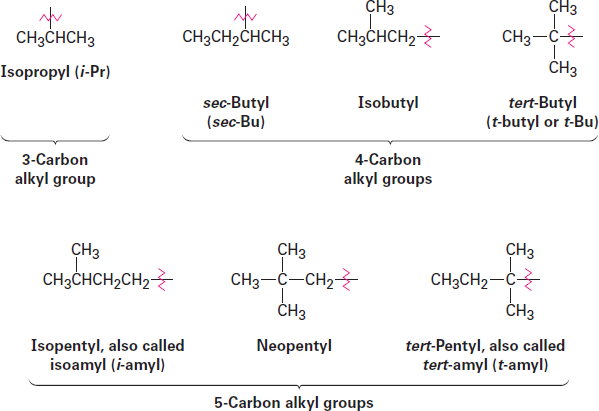 CH3 CH3
CH3CHCH3 CH3CH2CHCH3 CH3CHCH2— CH3—C—
CH3
Isopropyl (i-Pr)
sec-Butyl Isobutyl tert-Butyl
(sec-Bu) (t-butyl or t-Bu)
3-Carbon 4-Carbon
alkyl group alkyl groups
CH3 CH3 CH3
CH3CHCH2CH2— CH3—C—CH2— CH3CH2—C—
CH3 CH3
Isopentyl, also called Neopentyl tert-Pentyl, also called
isoamyl (i-amyl) tert-amyl (t-amyl)
5-Carbon alkyl groups